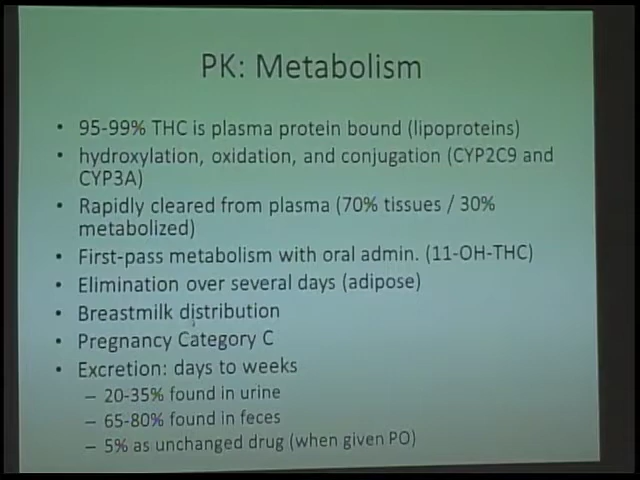 PK: Metabolism
• 95-99% THC is plasma protein bound (lipoproteins)
• hydroxylation, oxidation, and conjugation (CYP2C9 and
CYP3A)
• Rapidly cleared from plasma (70% tissues / 30%
metabolized)
• First-pass metabolism with oral admin. (11-OH-THC)
• Elimination over several days (adipose)
• Breastmilk distribution
• Pregnancy Category C
• Excretion: days to weeks
– 20-35% found in urine
– 65-80% found in feces
– 5% as unchanged drug (when given PO)